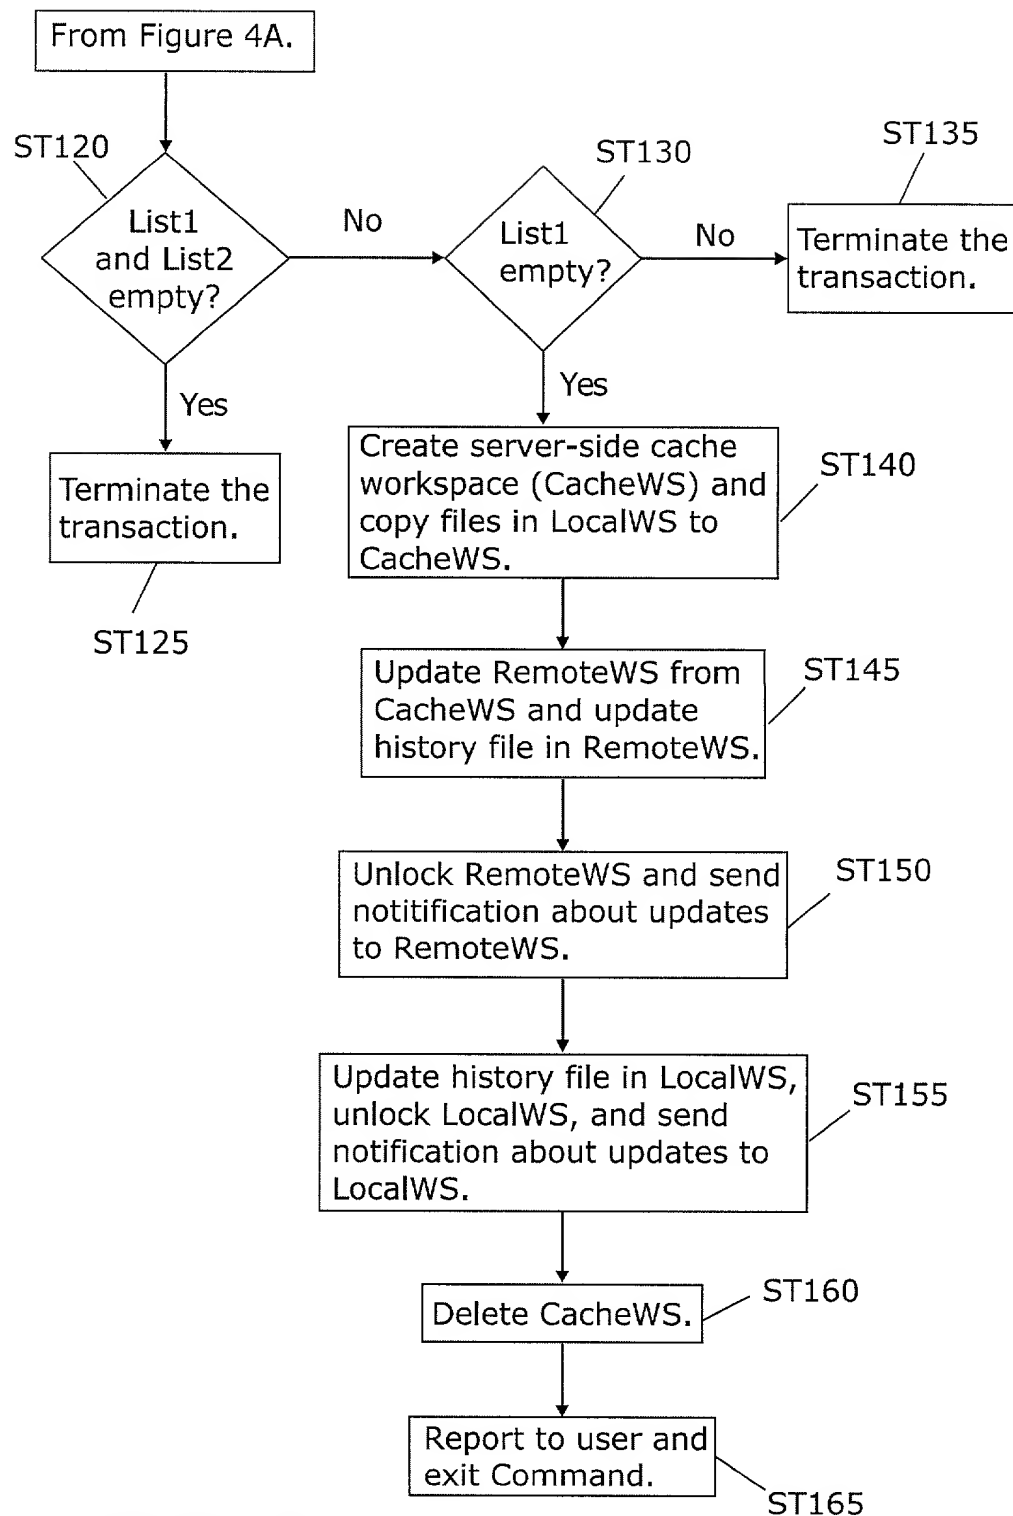 From Figure 4A.
ST120
List1
and List2
empty?
No
ST130
List1
empty?
No
ST135
Terminate the
transaction.
Yes
Terminate the
transaction.
ST125
Yes
Create server-side cache
workspace (CacheWS) and
copy files in LocalWS to
CacheWS.
ST140
Update RemoteWS from
CacheWS and update
history file in RemoteWS.
ST145
Unlock RemoteWS and send
notitification about updates
to RemoteWS.
ST150
Update history file in LocalWS,
unlock LocalWS, and send
notification about updates to
LocalWS.
ST155
Delete CacheWS.
ST160
Report to user and
exit Command.
ST165